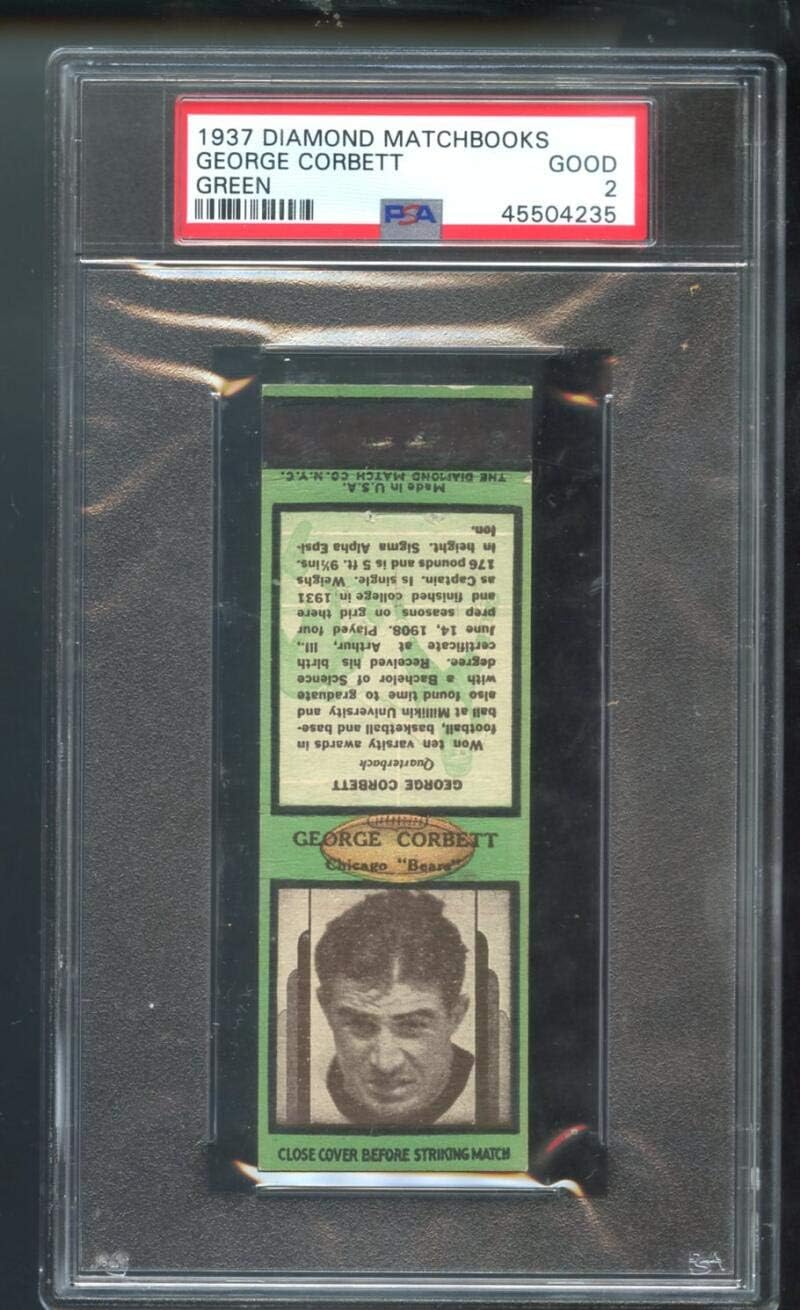 1937 DIAMOND MATCHBOOKS
GEORGE CORBETT GOOD
GREEN 2
PSA 45504235
THE DIAMOND MATCH CO. N.Y.C.
Made in U.S.A.
GEORGE CORBETT
Quarterback
Won ten varsity awards in
football, basketball and base-
ball at Millikin University and
also found time to graduate
with a Bachelor of Science
degree. Received his birth
certificate at Arthur, Ill.,
June 14, 1908. Played four
prep seasons on grid there
and finished college in 1931
as Captain. Is single. Weighs
176 pounds and is 5 ft. 9½ins.
in height. Sigma Alpha Epsi-
lon.
GEORGE CORBETT
Chicago "Bears"
CLOSE COVER BEFORE STRIKING MATCH
PSA